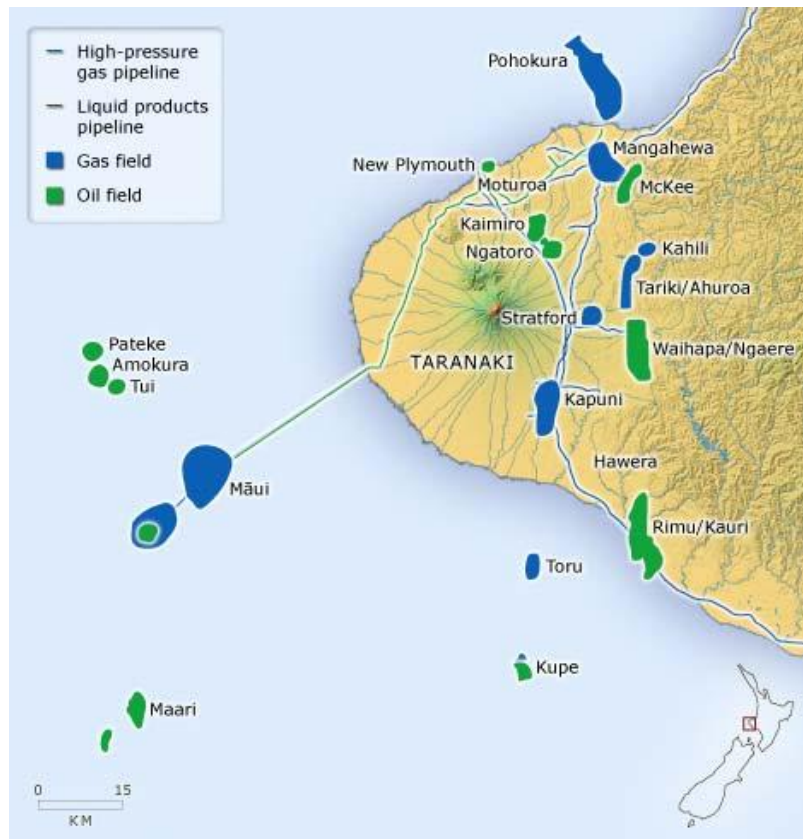 High-pressure
gas pipeline
Liquid products
pipeline
Gas field
Oil field
Pohokura
Mangahewa
New Plymouth
Moturoa
McKee
Kaimiro
Ngatoro
Kahili
Tariki/Ahuroa
Stratford
Waihapa/Ngaere
Pateke
Amokura
Tui
TARANAKI
Kapuni
Hawera
Māui
Rimu/Kauri
Toru
Kupe
Maari
0 15
KM